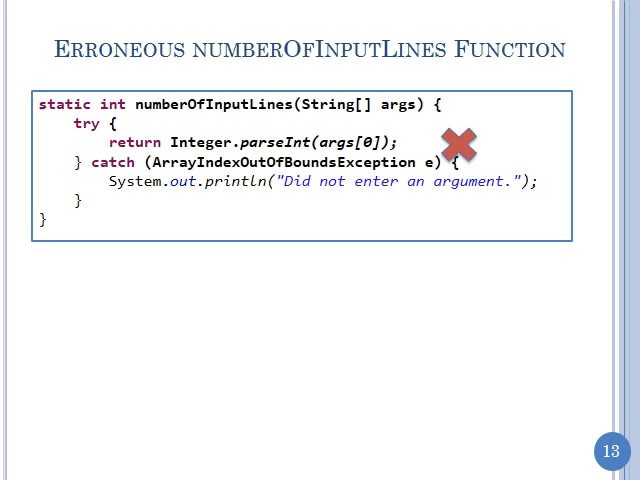 ERRONEOUS NUMBEROFINPUTLINES FUNCTION
static int numberOfInputLines(String[] args) {
    try {
        return Integer.parseInt(args[0]);
    } catch (ArrayIndexOutOfBoundsException e) {
        System.out.println("Did not enter an argument.");
    }
}
13